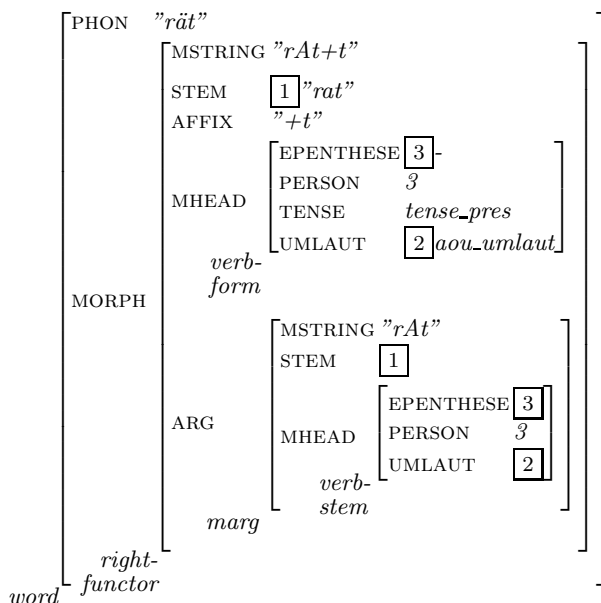 PHON "rät"
MSTRING "rAt+t"
STEM 1 "rat"
AFFIX "+t"
EPENTHESE 3 -
PERSON 3
MHEAD
TENSE tense_pres
UMLAUT 2 aou_umlaut
verb-
form
MORPH
MSTRING "rAt"
STEM 1
EPENTHESE 3
ARG
MHEAD PERSON 3
UMLAUT 2
verb-
stem
marg
right-
functor
word